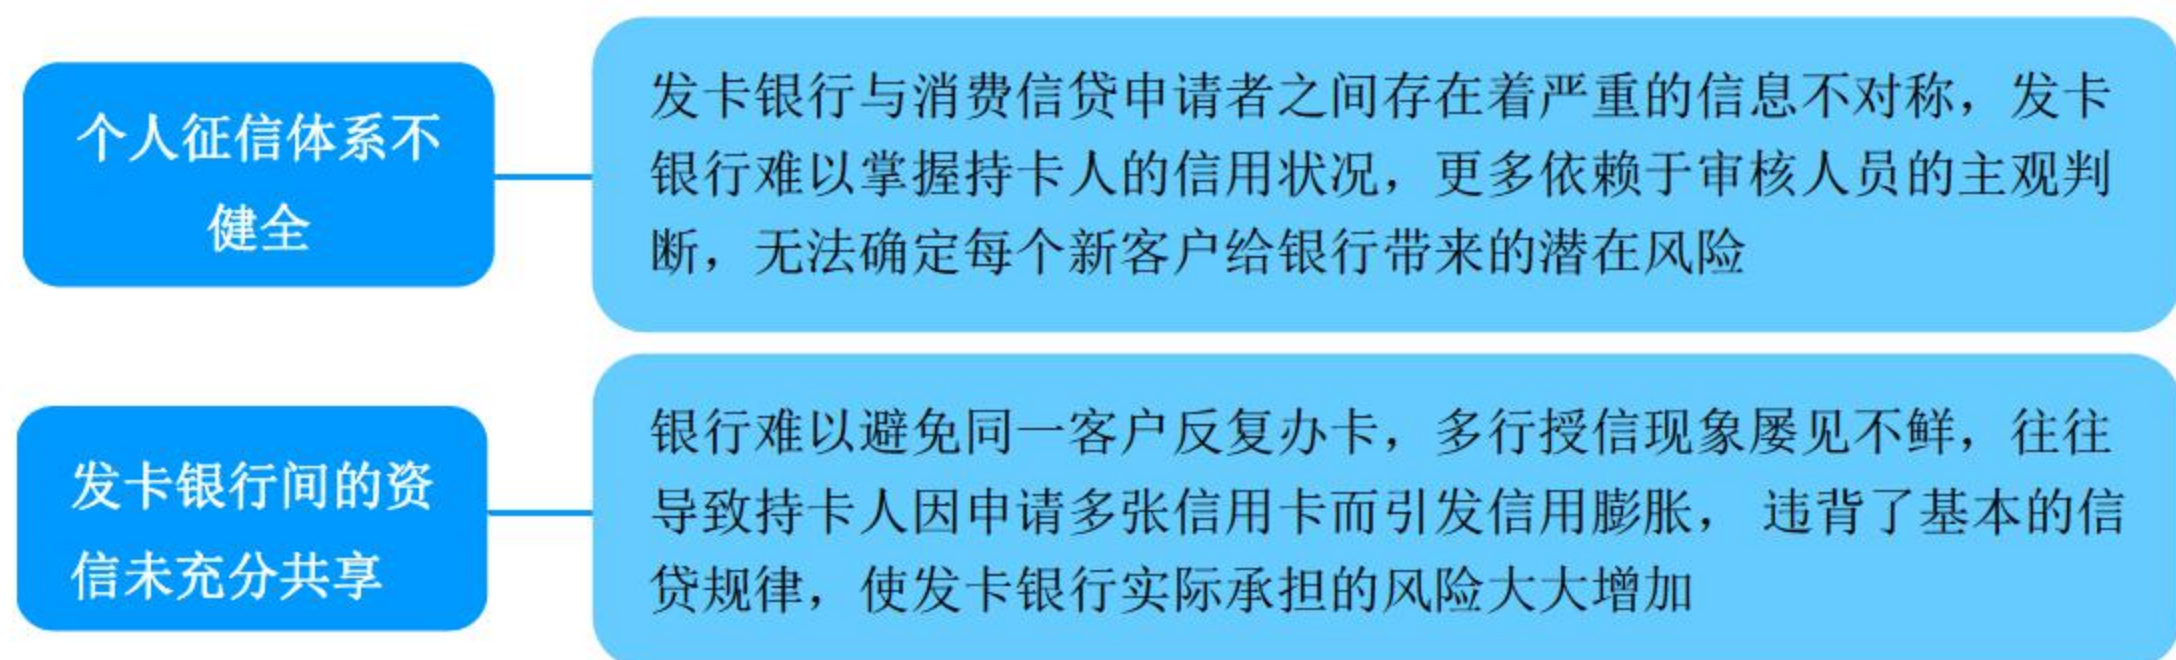 个人征信体系不
健全
发卡银行与消费信贷申请者之间存在着严重的信息不对称，发卡
银行难以掌握持卡人的信用状况，更多依赖于审核人员的主观判
断，无法确定每个新客户给银行带来的潜在风险
发卡银行间的资
信未充分共享
银行难以避免同一客户反复办卡，多行授信现象屡见不鲜，往往
导致持卡人因申请多张信用卡而引发信用膨胀， 违背了基本的信
贷规律，使发卡银行实际承担的风险大大增加